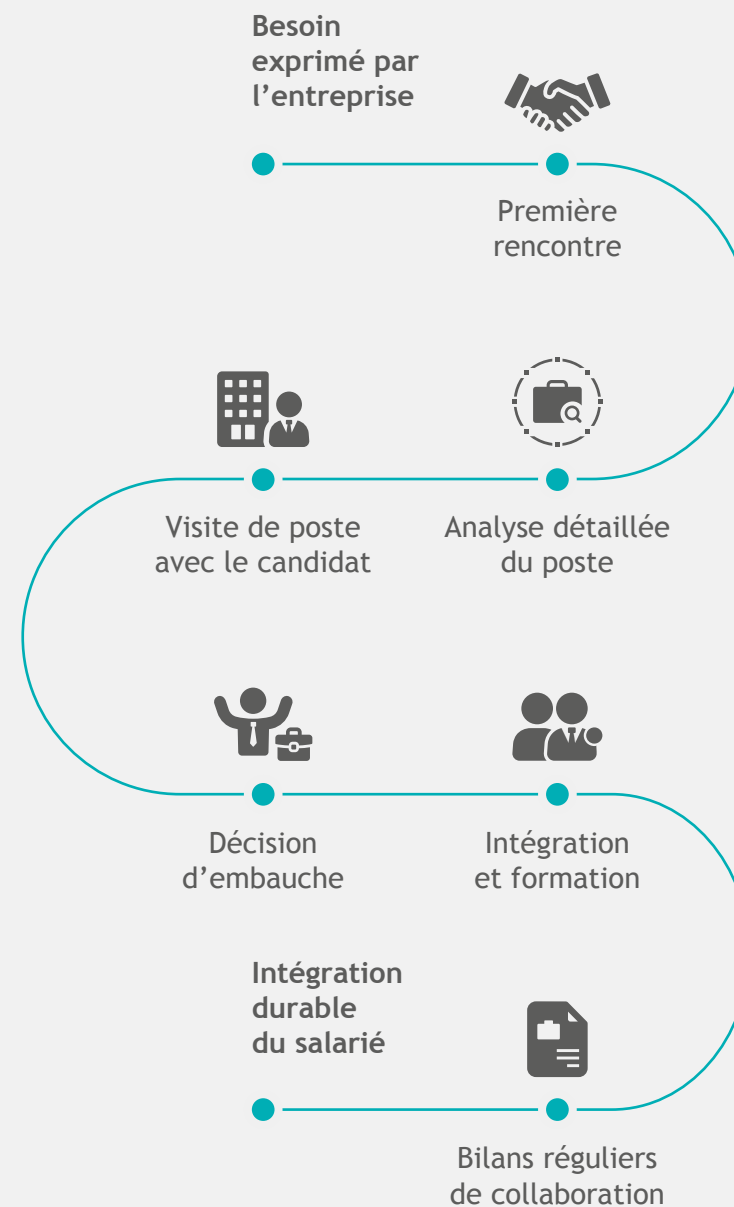 Besoin
exprimé par
l’entreprise
Première
rencontre
Analyse détaillée
du poste
Visite de poste
avec le candidat
Décision
d’embauche
Intégration
et formation
Bilans réguliers
de collaboration
Intégration
durable
du salarié